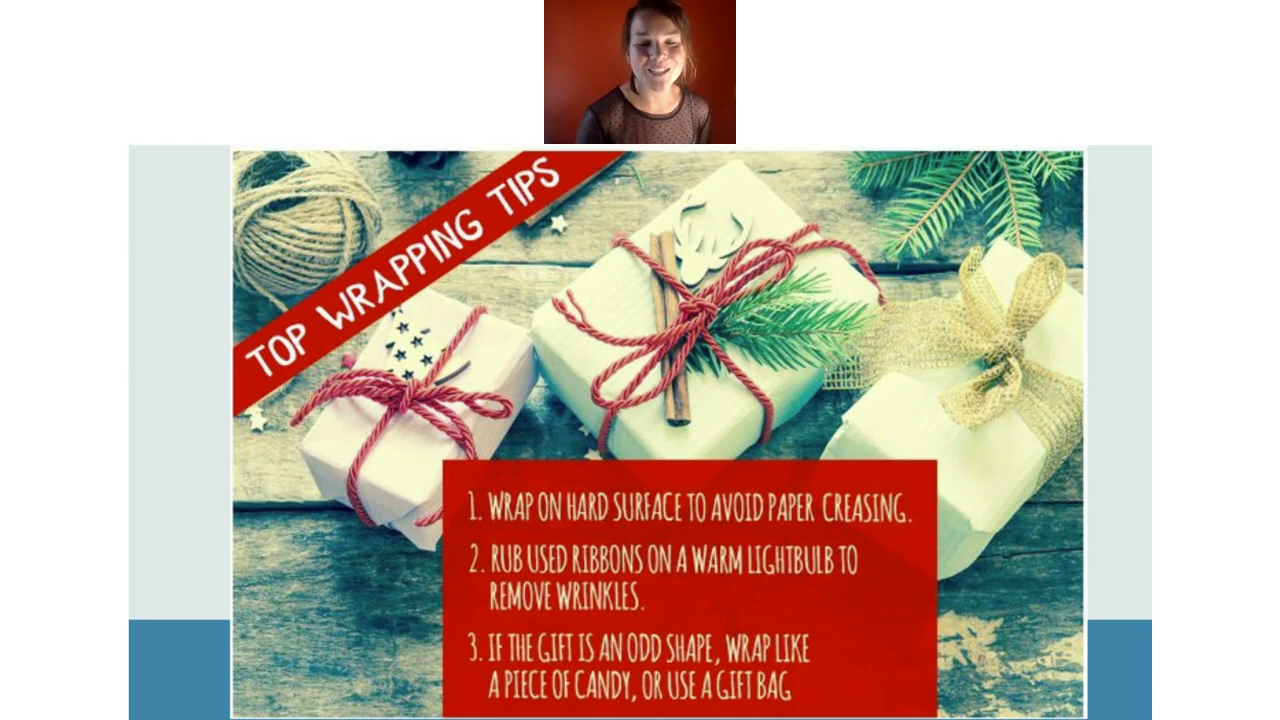 TOP WRAPPING TIPS
1. WRAP ON HARD SURFACE TO AVOID PAPER CREASING.
2. RUB USED RIBBONS ON A WARM LIGHTBULB TO
REMOVE WRINKLES.
3. IF THE GIFT IS AN ODD SHAPE, WRAP LIKE
A PIECE OF CANDY, OR USE A GIFT BAG